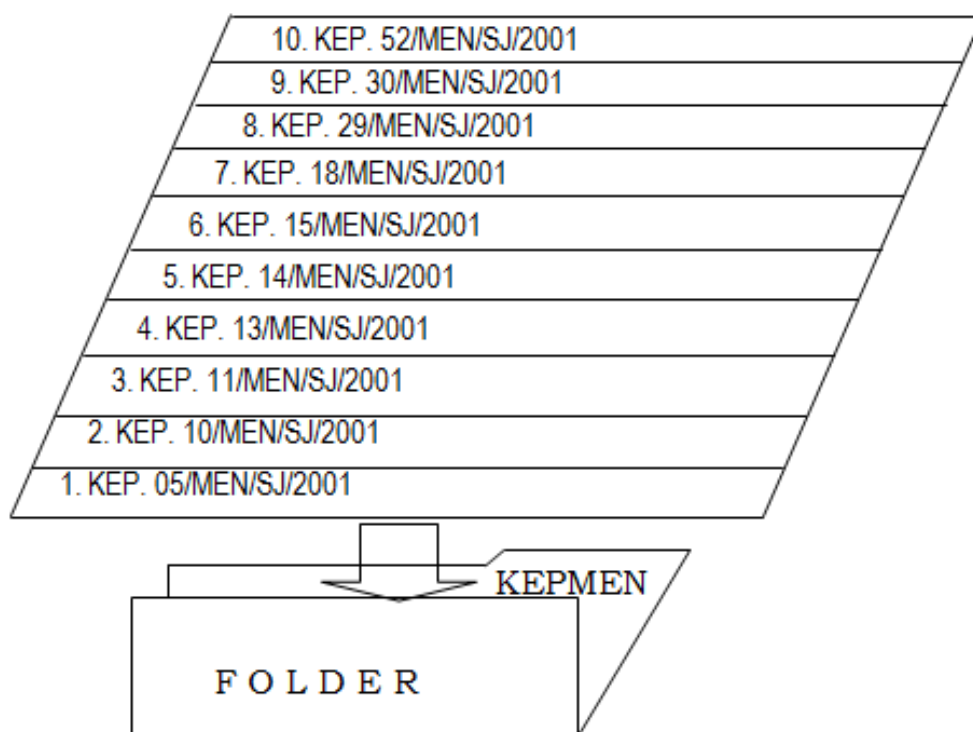 10. KEP. 52/MEN/SJ/2001
9. KEP. 30/MEN/SJ/2001
8. KEP. 29/MEN/SJ/2001
7. KEP. 18/MEN/SJ/2001
6. KEP. 15/MEN/SJ/2001
5. KEP. 14/MEN/SJ/2001
4. KEP. 13/MEN/SJ/2001
3. KEP. 11/MEN/SJ/2001
2. KEP. 10/MEN/SJ/2001
1. KEP. 05/MEN/SJ/2001
KEPMEN
F O L D E R